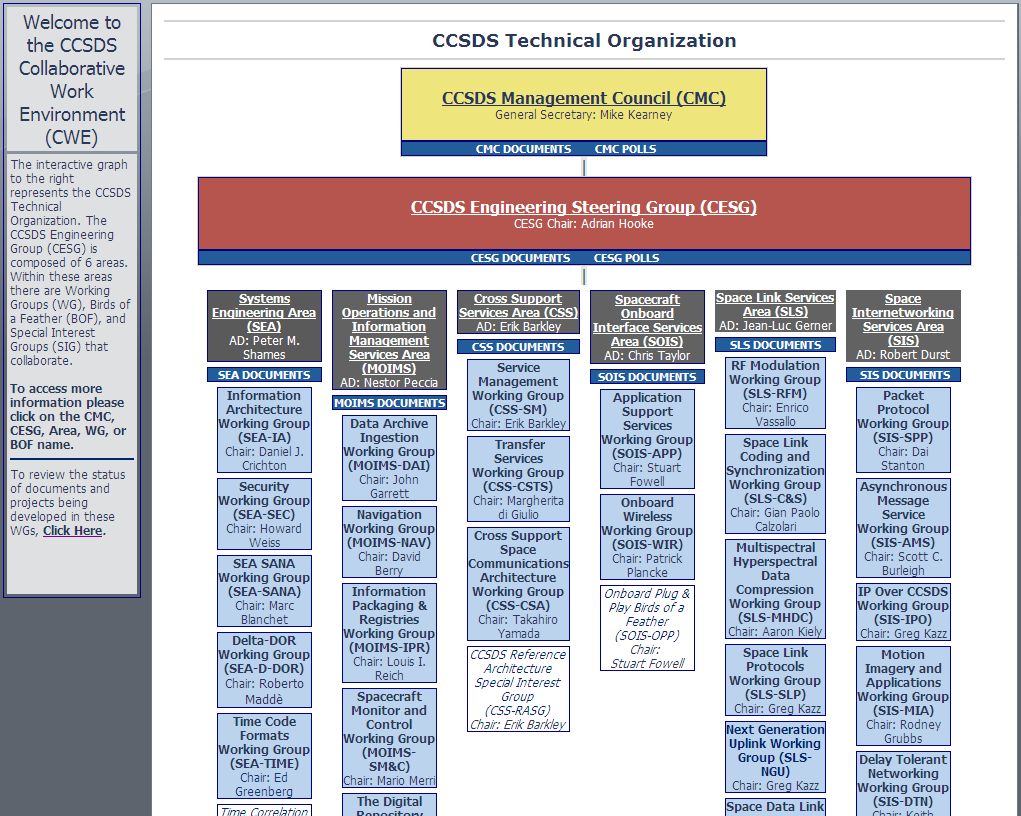 Welcome to
the CCSDS
Collaborative
Work
Environment
(CWE)
The interactive graph
to the right
represents the CCSDS
Technical
Organization. The
CCSDS Engineering
Group (CESG) is
composed of 6 areas.
Within these areas
there are Working
Groups (WG), Birds of
a Feather (BOF), and
Special Interest
Groups (SIG) that
collaborate.
To access more
information please
click on the CMC,
CESG, Area, WG, or
BOF name.
To review the status
of documents and
projects being
developed in these
WGs, Click Here.
CCSDS Technical Organization
CCSDS Management Council (CMC)
General Secretary: Mike Kearney
CMC DOCUMENTS CMC POLLS
CCSDS Engineering Steering Group (CESG)
CESG Chair: Adrian Hooke
CESG DOCUMENTS CESG POLLS
Systems
Engineering Area
(SEA)
AD: Peter M.
Shames
SEA DOCUMENTS
Information
Architecture
Working Group
(SEA-IA)
Chair: Daniel J.
Crichton
Security
Working Group
(SEA-SEC)
Chair: Howard
Weiss
SEA SANA
Working Group
(SEA-SANA)
Chair: Marc
Blanchet
Delta-DOR
Working Group
(SEA-D-DOR)
Chair: Roberto
Maddè
Time Code
Formats
Working Group
(SEA-TIME)
Chair: Ed
Greenberg
Time Correlation
Mission
Operations and
Information
Management
Services Area
(MOIMS)
AD: Nestor Peccia
MOIMS DOCUMENTS
Data Archive
Ingestion
Working Group
(MOIMS-DAI)
Chair: John
Garrett
Navigation
Working Group
(MOIMS-NAV)
Chair: David
Berry
Information
Packaging &
Registries
Working Group
(MOIMS-IPR)
Chair: Louis I.
Reich
Spacecraft
Monitor and
Control
Working Group
(MOIMS-
SM&C)
Chair: Mario Merri
The Digital
Repository
Cross Support
Services Area (CSS)
AD: Erik Barkley
CSS DOCUMENTS
Service
Management
Working Group
(CSS-SM)
Chair: Erik Barkley
Transfer
Services
Working Group
(CSS-CSTS)
Chair: Margherita
di Giulio
Cross Support
Space
Communications
Architecture
Working Group
(CSS-CSA)
Chair: Takahiro
Yamada
CCSDS Reference
Architecture
Special Interest
Group
(CSS-RASG)
Chair: Erik Barkley
Spacecraft
Onboard
Interface Services
Area (SOIS)
AD: Chris Taylor
SOIS DOCUMENTS
Application
Support
Services
Working Group
(SOIS-APP)
Chair: Stuart
Fowell
Onboard
Wireless
Working Group
(SOIS-WIR)
Chair: Patrick
Plancke
Onboard Plug &
Play Birds of a
Feather
(SOIS-OPP)
Chair:
Stuart Fowell
Space Link Services
Area (SLS)
AD: Jean-Luc Gerner
SLS DOCUMENTS
RF Modulation
Working Group
(SLS-RFM)
Chair: Enrico
Vassallo
Space Link
Coding and
Synchronization
Working Group
(SLS-C&S)
Chair: Gian Paolo
Calzolari
Multispectral
Hyperspectral
Data
Compression
Working Group
(SLS-MHDC)
Chair: Aaron Kiely
Space Link
Protocols
Working Group
(SLS-SLP)
Chair: Greg Kazz
Next Generation
Uplink Working
Group (SLS-
NGU)
Chair: Greg Kazz
Space Data Link
Space
Internetworking
Services Area
(SIS)
AD: Robert Durst
SIS DOCUMENTS
Packet
Protocol
Working Group
(SIS-SPP)
Chair: Dai
Stanton
Asynchronous
Message
Service
Working Group
(SIS-AMS)
Chair: Scott C.
Burleigh
IP Over CCSDS
Working Group
(SIS-IPO)
Chair: Greg Kazz
Motion
Imagery and
Applications
Working Group
(SIS-MIA)
Chair: Rodney
Grubbs
Delay Tolerant
Networking
Working Group
(SIS-DTN)
Chair: Keith